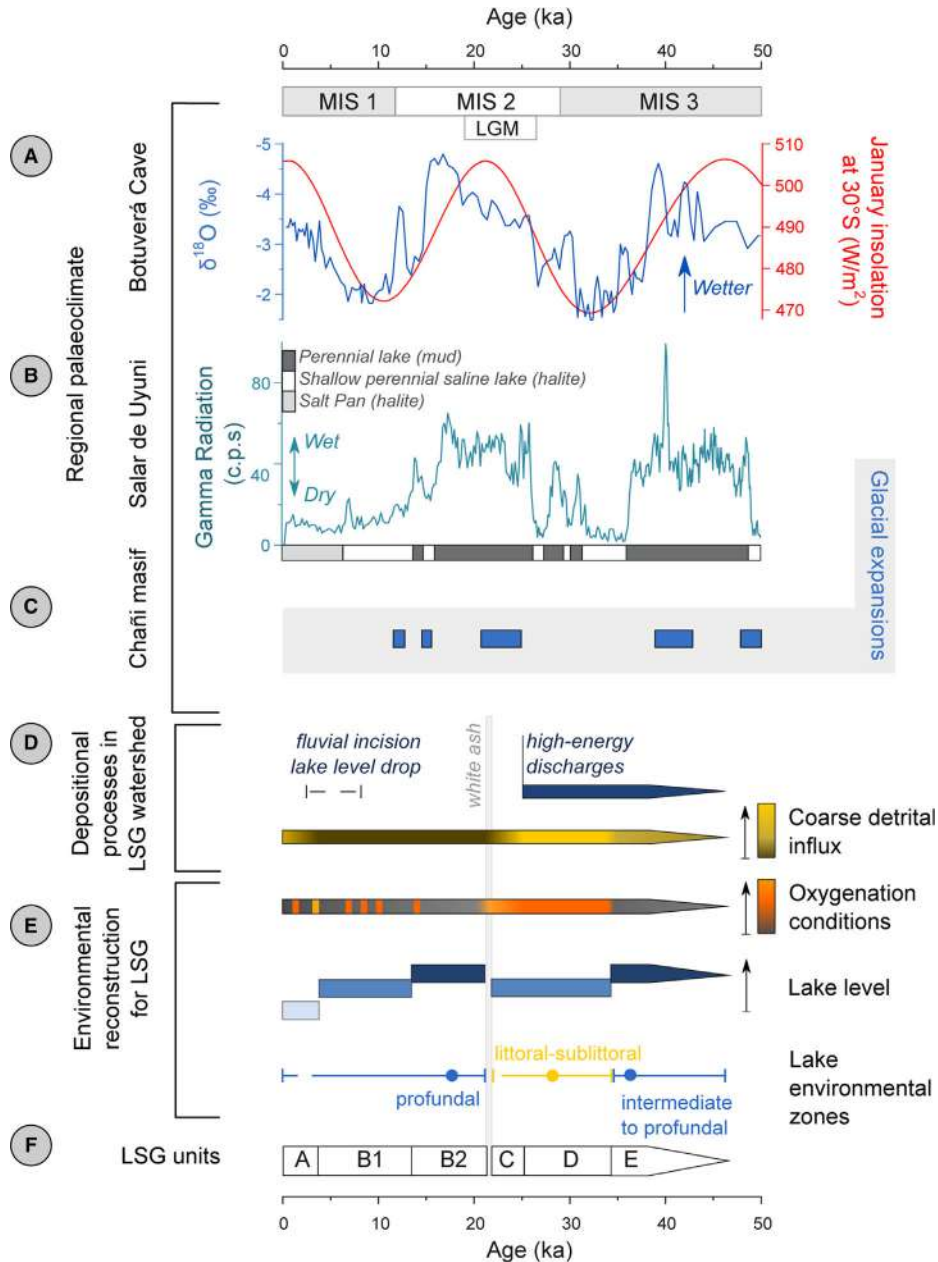 Age (ka)
0 10 20 30 40 50
MIS 1 MIS 2 MIS 3
LGM
A
Regional palaeoclimate
Botuverá Cave
δ18O (‰)
-5
-4
-3
-2
510
500
490
480
470
January insolation
at 30°S (W/m²)
Wetter
B
Salar de Uyuni
Gamma Radiation
(c.p.s)
80
40
0
Perennial lake (mud)
Shallow perennial saline lake (halite)
Salt Pan (halite)
Wet
Dry
C
Chañi masif
Glacial expansions
D
Depositional
processes in
LSG watershed
fluvial incision
lake level drop
white ash
high-energy
discharges
Coarse detrital
influx
E
Environmental
reconstruction
for LSG
Oxygenation
conditions
Lake level
littoral-sublittoral
profundal
intermediate
to profundal
Lake
environmental
zones
F
LSG units
A B1 B2 C D E
0 10 20 30 40 50
Age (ka)